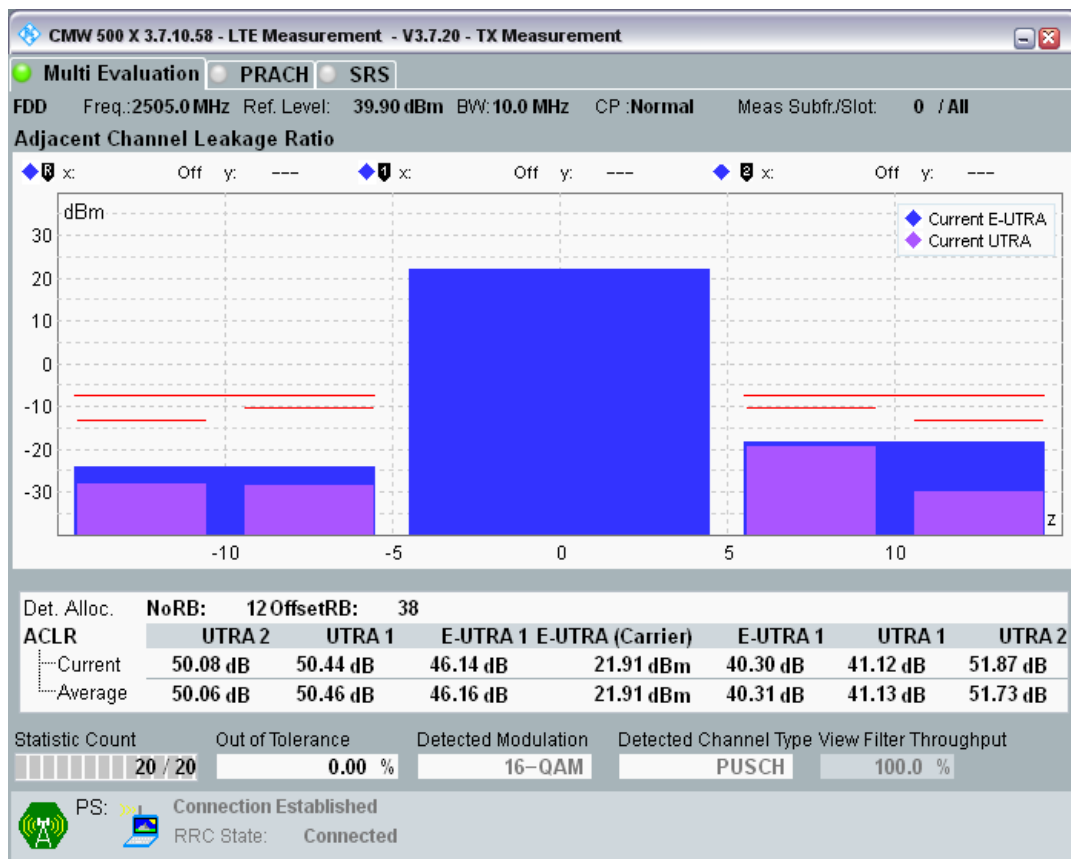 CMW 500 X 3.7.10.58 - LTE Measurement - V3.7.20 - TX Measurement
Multi Evaluation PRACH SRS
FDD Freq.:2505.0 MHz Ref. Level: 39.90 dBm BW: 10.0 MHz CP :Normal Meas Subfr./Slot: 0 / All
Adjacent Channel Leakage Ratio
R x: Off y: --- 1 x: Off y: --- 2 x: Off y: ---
dBm
Current E-UTRA
Current UTRA
30
20
10
0
-10
-20
-30
z
-10 -5 0 5 10
Det. Alloc. NoRB: 12 OffsetRB: 38
ACLR UTRA 2 UTRA 1 E-UTRA 1 E-UTRA (Carrier) E-UTRA 1 UTRA 1 UTRA 2
Current 50.08 dB 50.44 dB 46.14 dB 21.91 dBm 40.30 dB 41.12 dB 51.87 dB
Average 50.06 dB 50.46 dB 46.16 dB 21.91 dBm 40.31 dB 41.13 dB 51.73 dB
Statistic Count Out of Tolerance Detected Modulation Detected Channel Type View Filter Throughput
20 / 20 0.00 % 16-QAM PUSCH 100.0 %
PS: Connection Established
RRC State: Connected